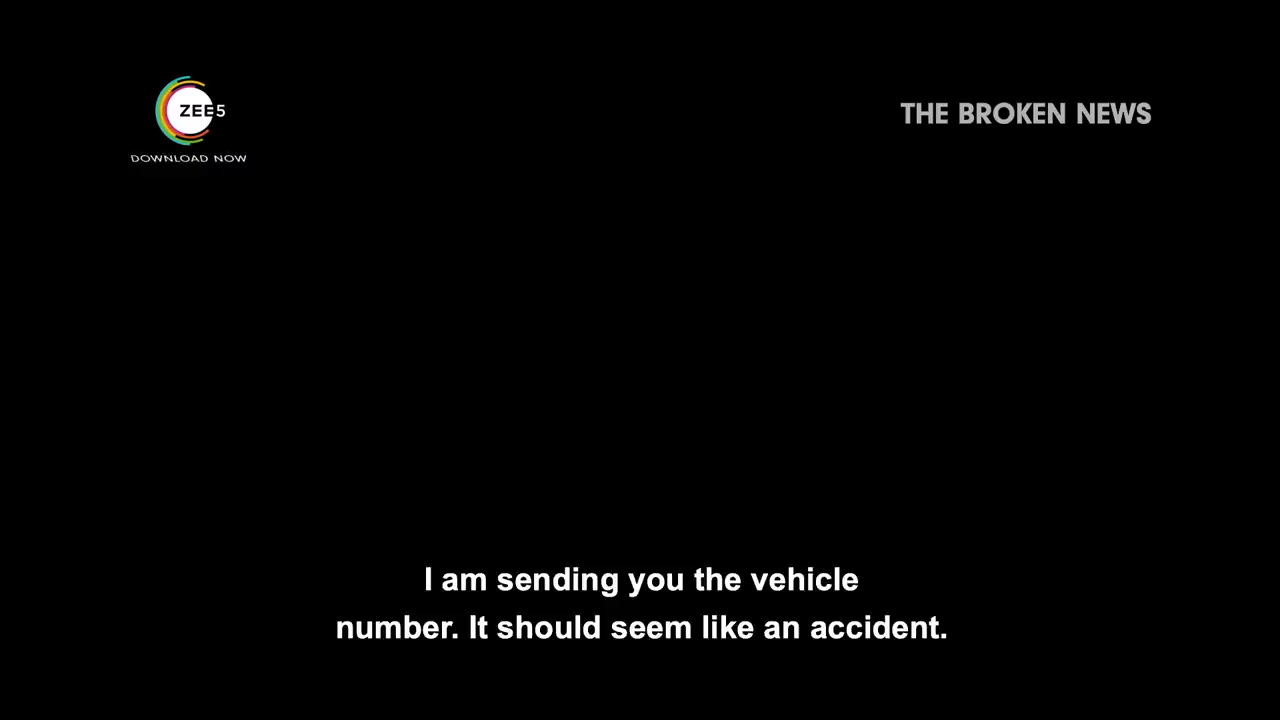 ZEE5
DOWNLOAD NOW
THE BROKEN NEWS
I am sending you the vehicle
number. It should seem like an accident.